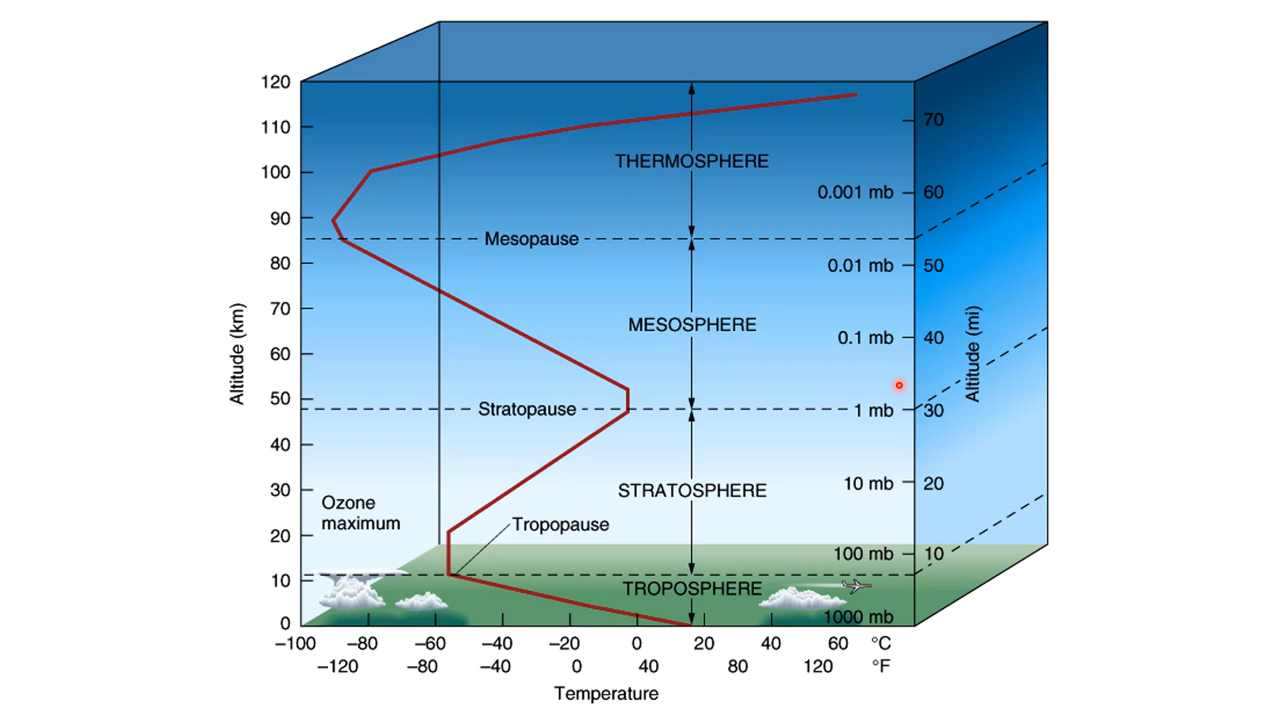 120
110
100
90
80
70
60
50
40
30
20
10
0
Altitude (km)
THERMOSPHERE
Mesopause
MESOSPHERE
Stratopause
STRATOSPHERE
Ozone
maximum
Tropopause
TROPOSPHERE
0.001 mb
0.01 mb
0.1 mb
1 mb
10 mb
100 mb
1000 mb
70
60
50
40
30
20
10
Altitude (mi)
−100 −80 −60 −40 −20 0 20 40 60 °C
−120 −80 −40 0 40 80 120 °F
Temperature